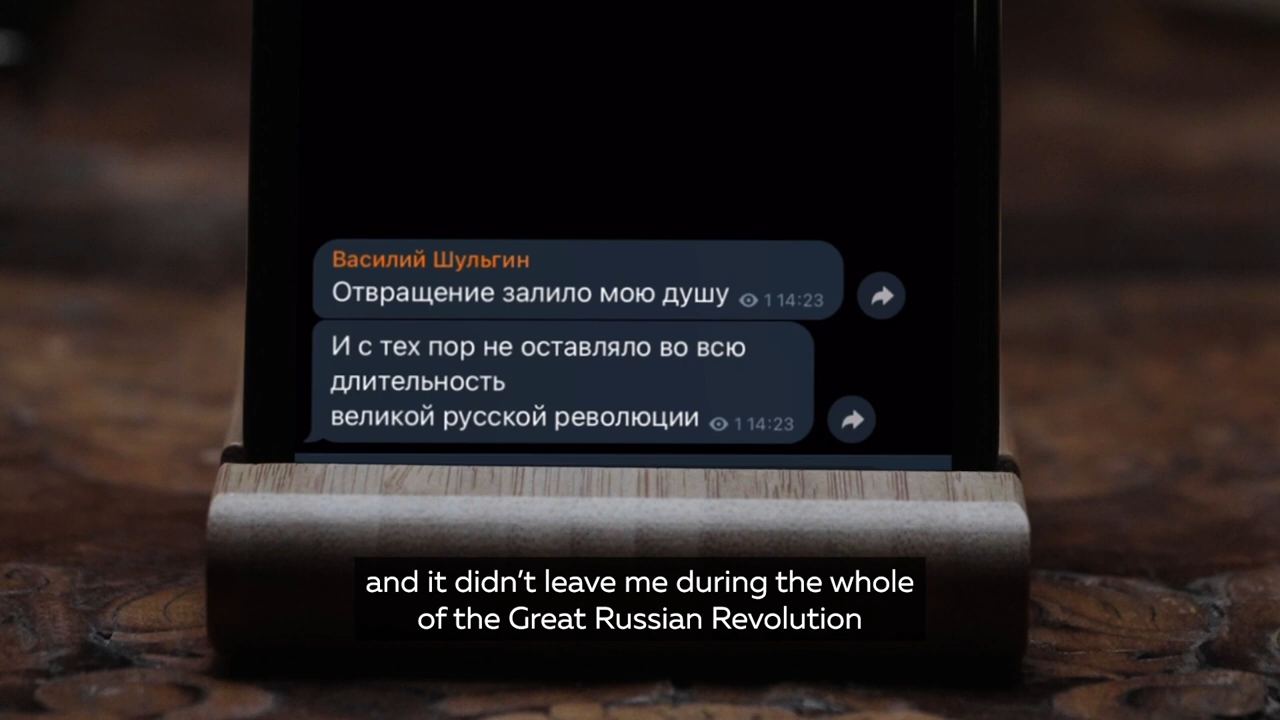 Василий Шульгин
Отвращение залило мою душу 1 14:23
И с тех пор не оставляло во всю
длительность
великой русской революции 1 14:23
and it didn’t leave me during the whole
of the Great Russian Revolution